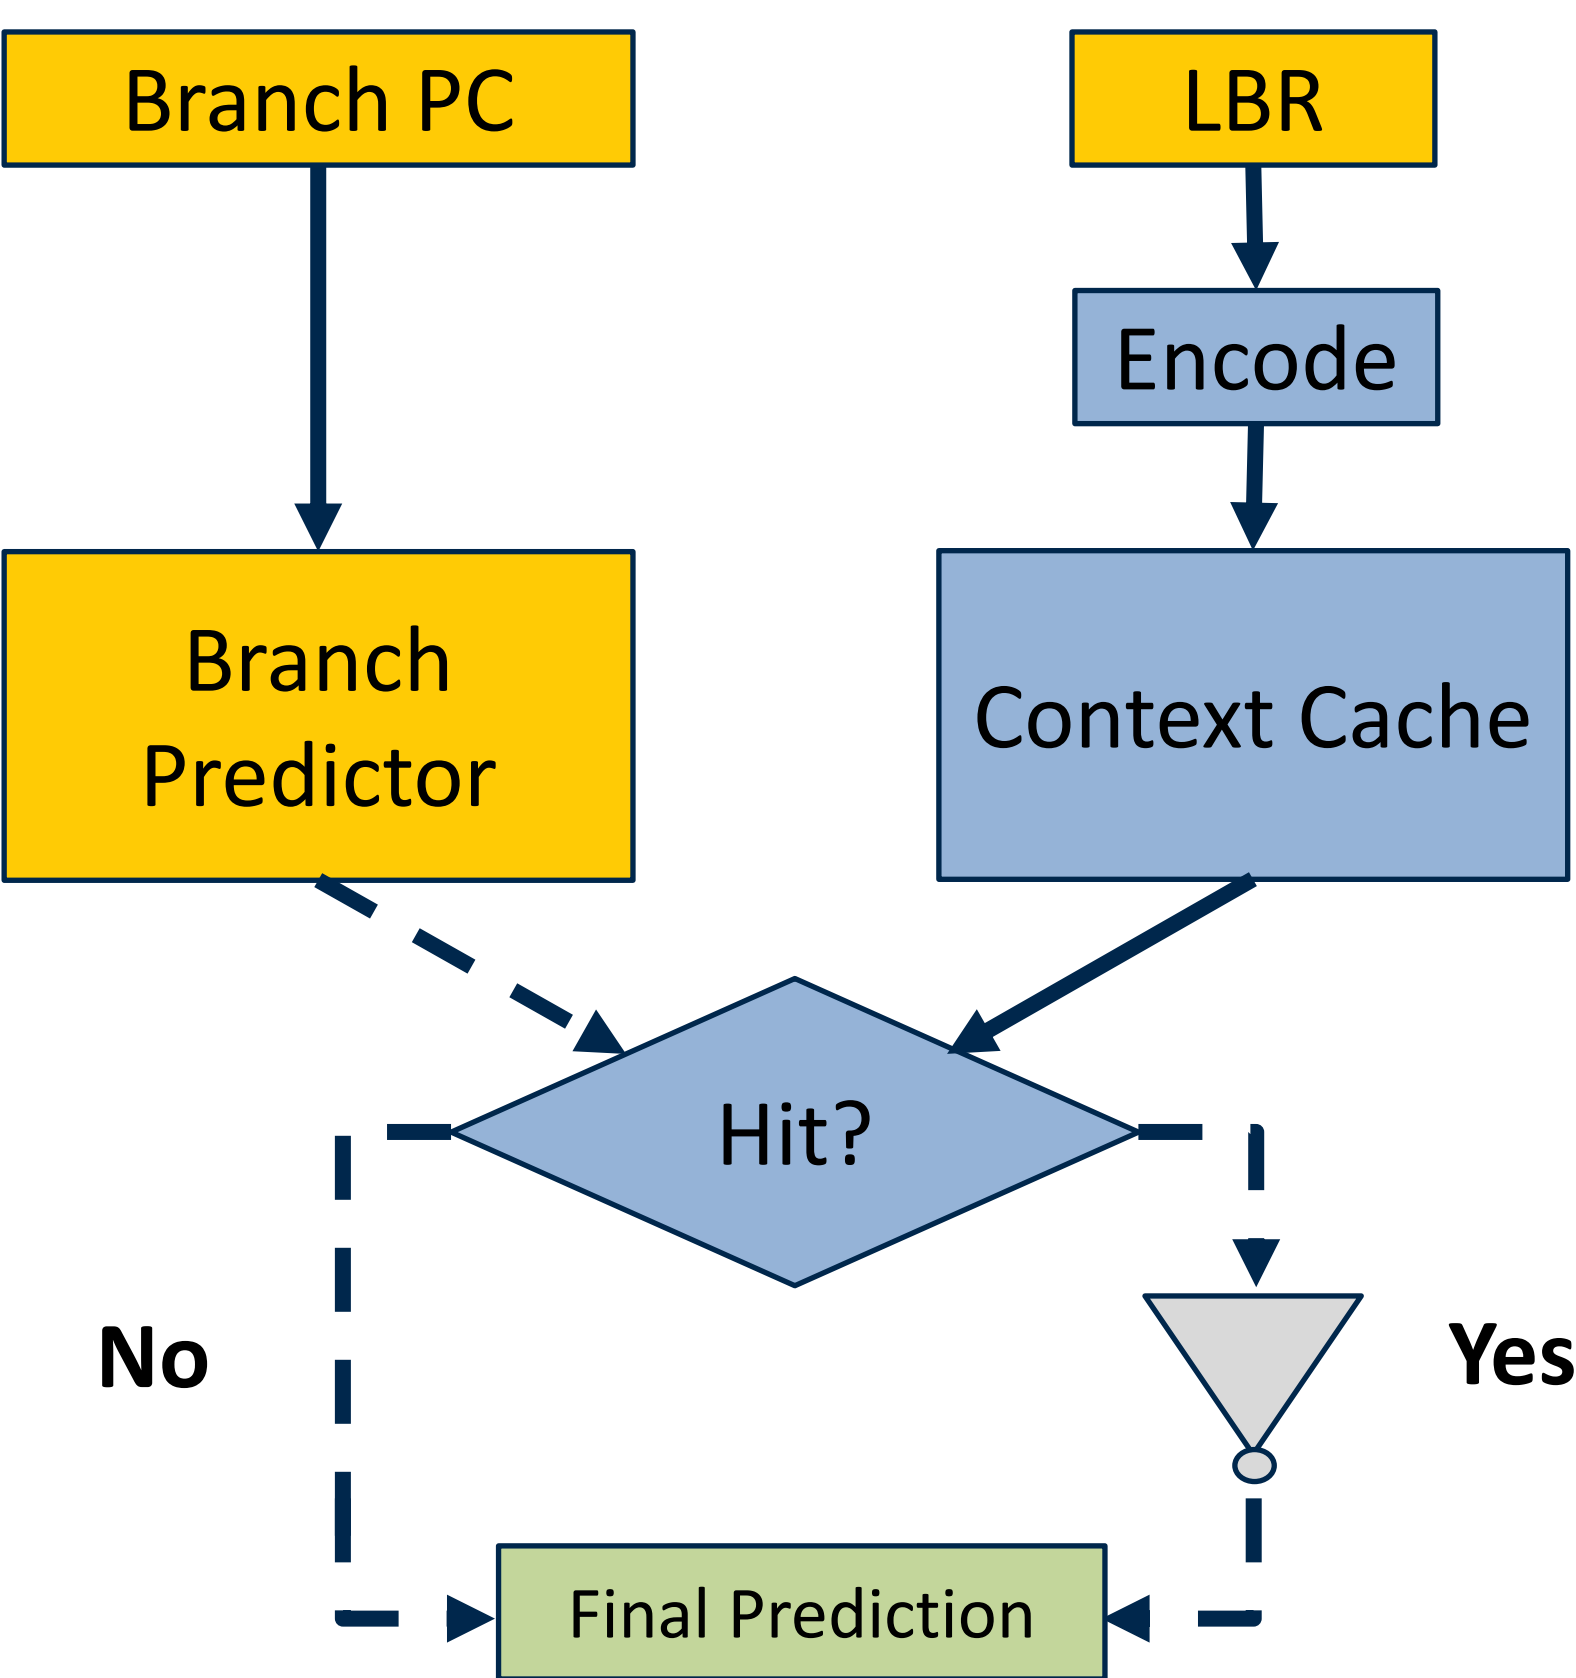 Branch PC
LBR
Encode
Branch
Predictor
Context Cache
Hit?
No
Yes
Final Prediction